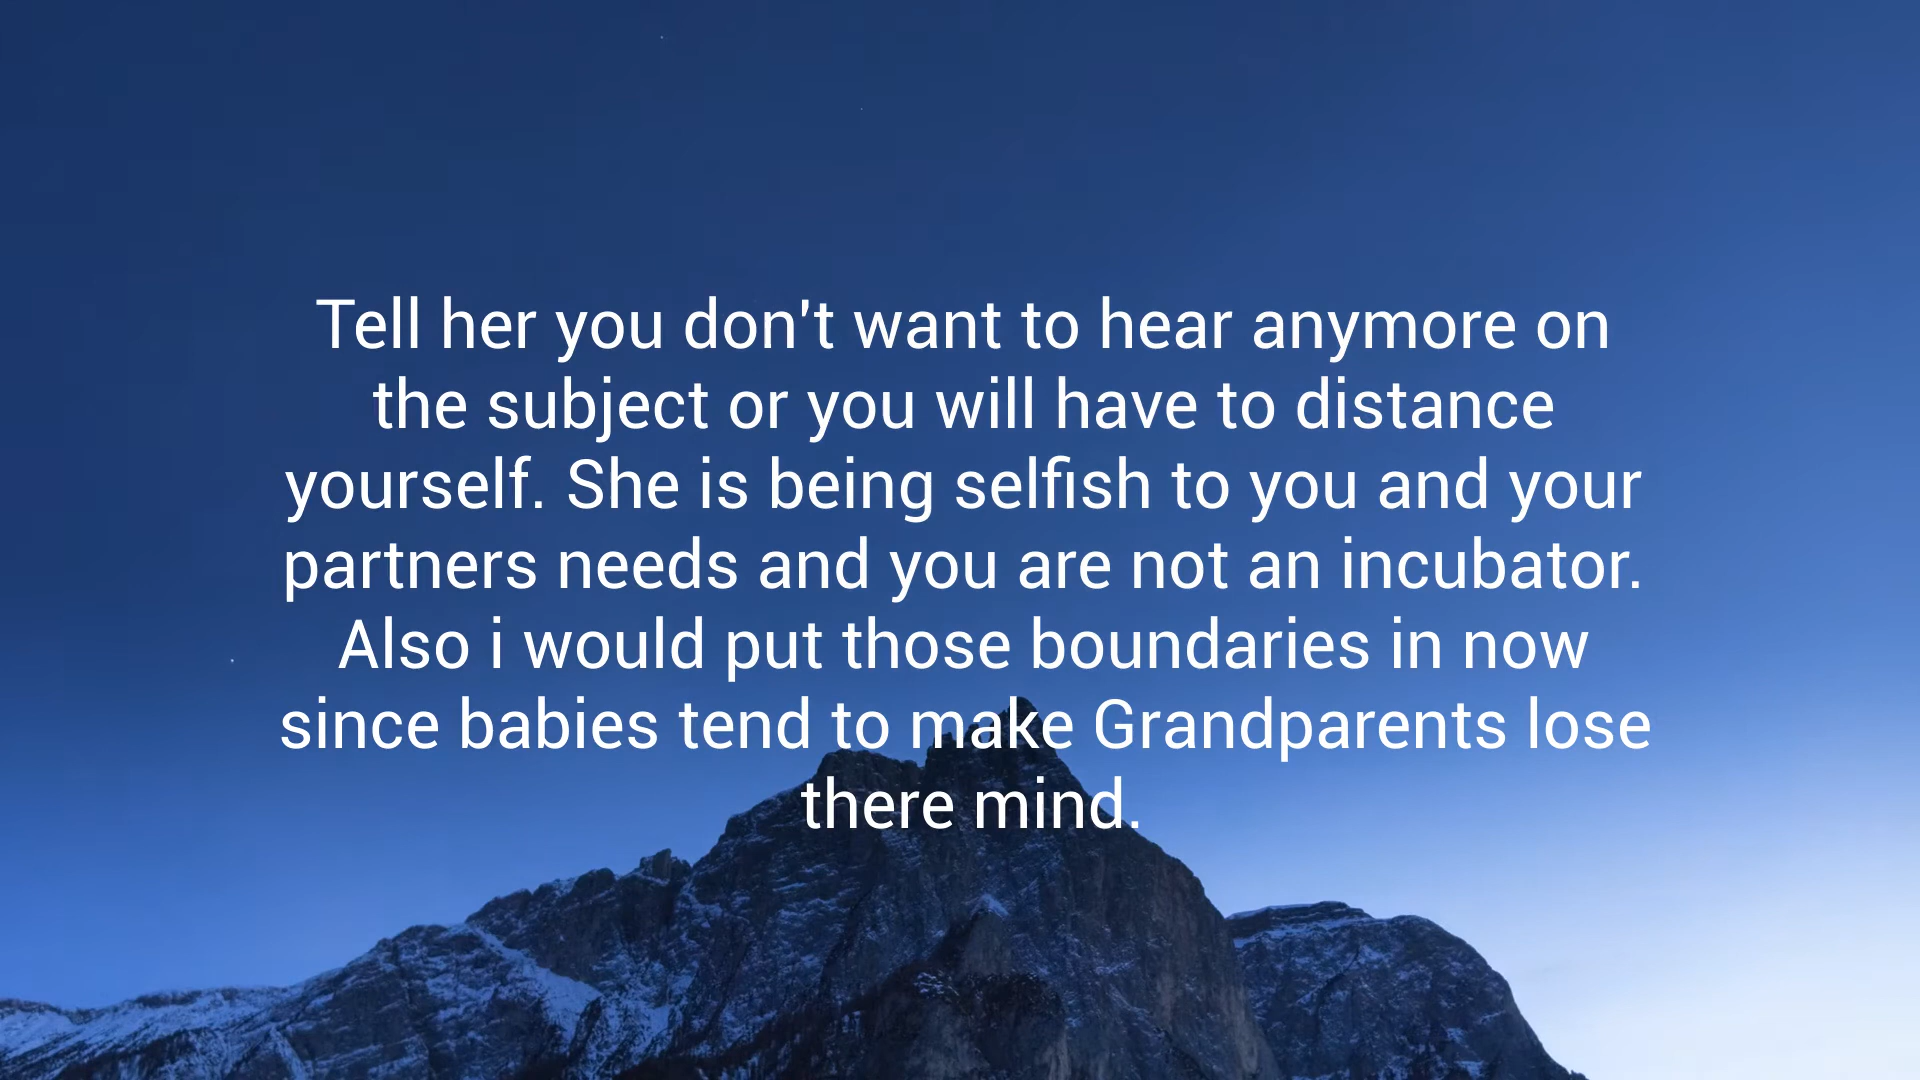 Tell her you don't want to hear anymore on
the subject or you will have to distance
yourself. She is being selfish to you and your
partners needs and you are not an incubator.
Also i would put those boundaries in now
since babies tend to make Grandparents lose
there mind.